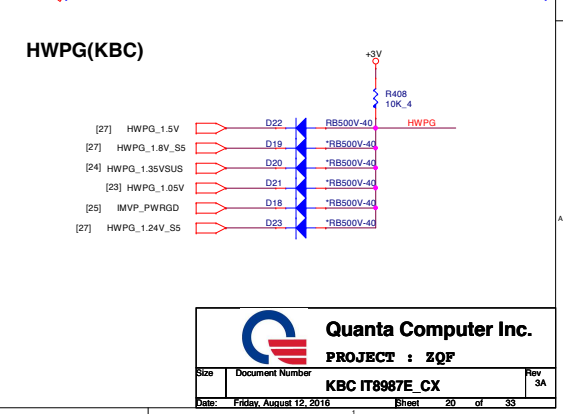 HWPG(KBC)
+3V
R408
10K_4
[27] HWPG_1.5V D22 RB500V-40 HWPG
[27] HWPG_1.8V_S5 D19 *RB500V-40
[24] HWPG_1.35VSUS D20 *RB500V-40
[23] HWPG_1.05V D21 *RB500V-40
[25] IMVP_PWRGD D18 *RB500V-40
[27] HWPG_1.24V_S5 D23 *RB500V-40
A
Quanta Computer Inc.
PROJECT : ZQF
Size Document Number Rev
KBC IT8987E_CX 3A
Date: Friday, August 12, 2016 Sheet 20 of 33
1